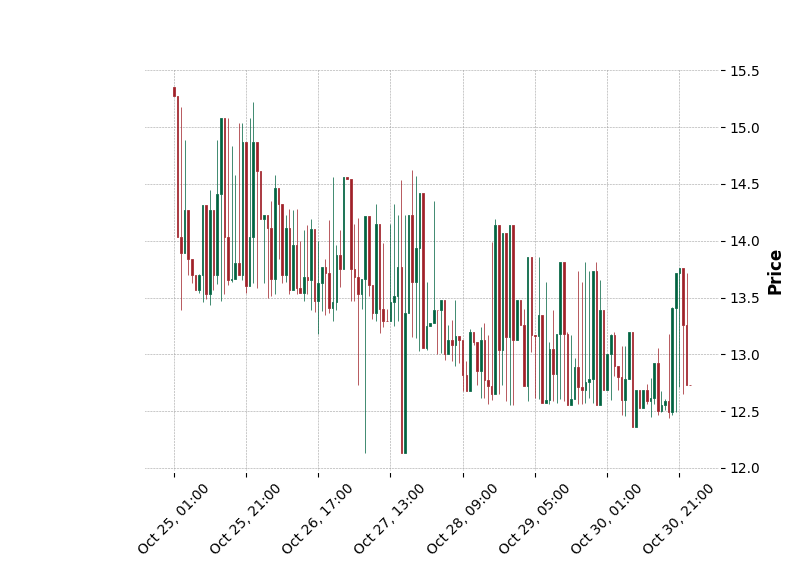 15.5
15.0
14.5
14.0
13.5
13.0
12.5
12.0
Price
Oct 25, 01:00
Oct 25, 21:00
Oct 26, 17:00
Oct 27, 13:00
Oct 28, 09:00
Oct 29, 05:00
Oct 30, 01:00
Oct 30, 21:00